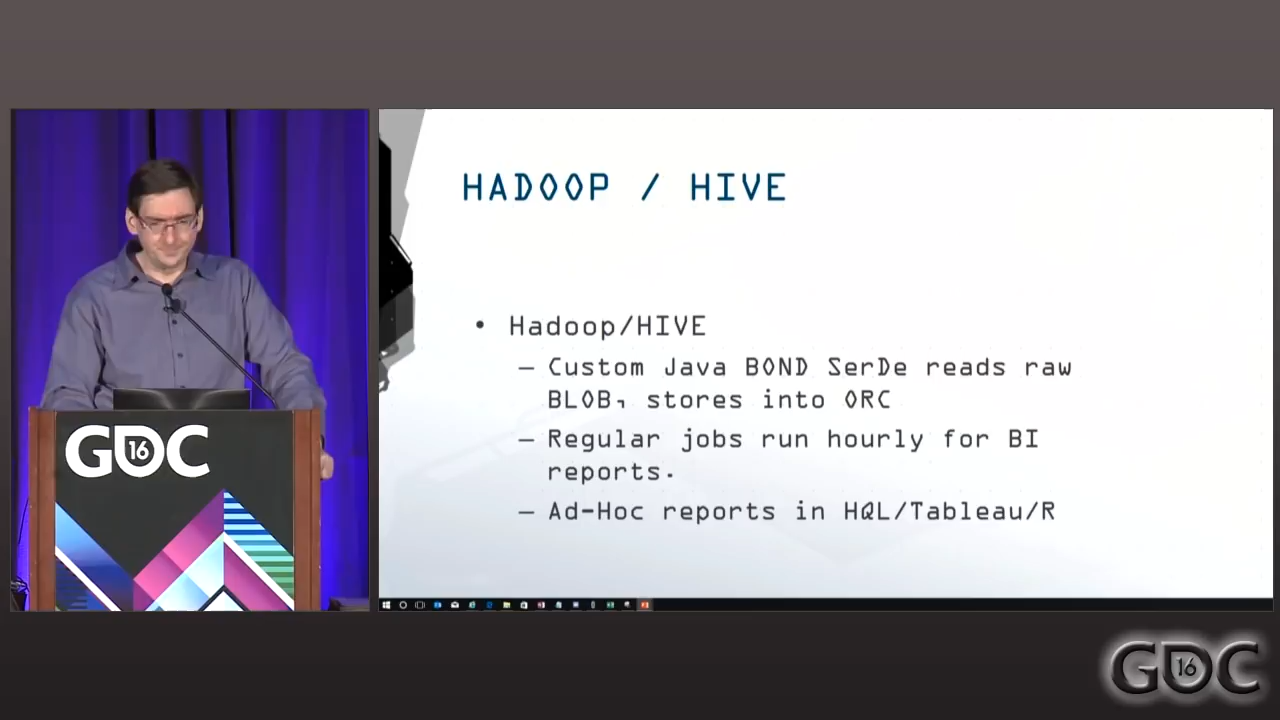 HADOOP / HIVE
• Hadoop/HIVE
– Custom Java BOND SerDe reads raw
BLOB, stores into ORC
– Regular jobs run hourly for BI
reports.
– Ad-Hoc reports in HQL/Tableau/R
GDC 16
GDC 16